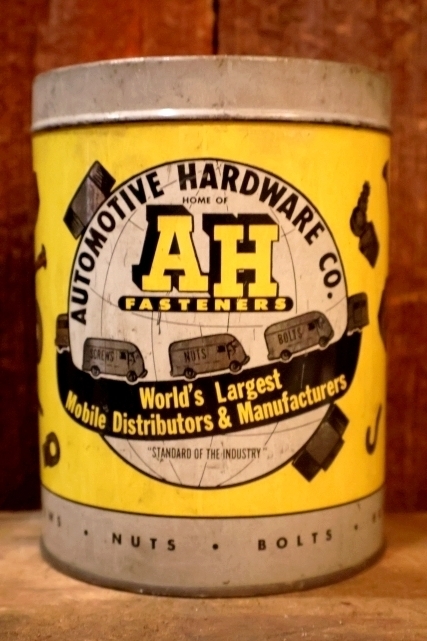 AUTOMOTIVE HARDWARE CO.
HOME OF
AH
FASTENERS
SCREWS NUTS BOLTS
World's Largest
Mobile Distributors & Manufacturers
"STANDARD OF THE INDUSTRY"
• NUTS • BOLTS •